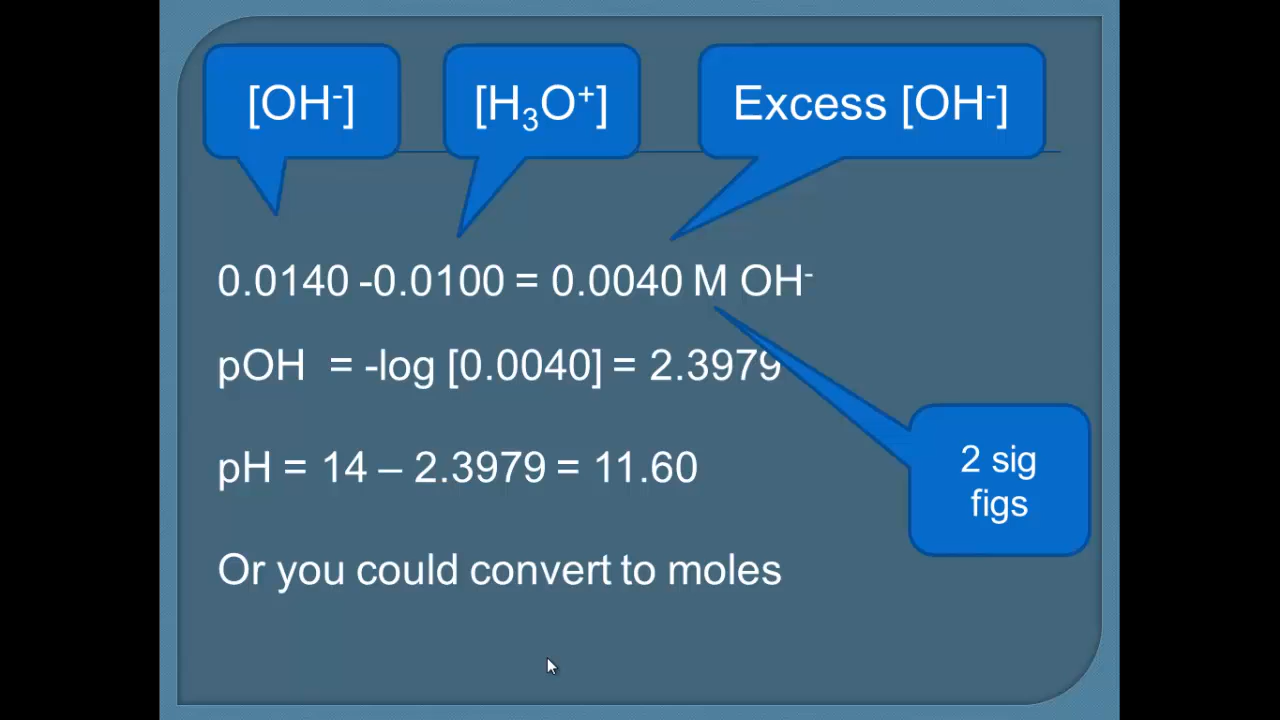 [OH-]
[H3O+]
Excess [OH-]
0.0140 -0.0100 = 0.0040 M OH-
pOH = -log [0.0040] = 2.3979
pH = 14 – 2.3979 = 11.60
2 sig
figs
Or you could convert to moles